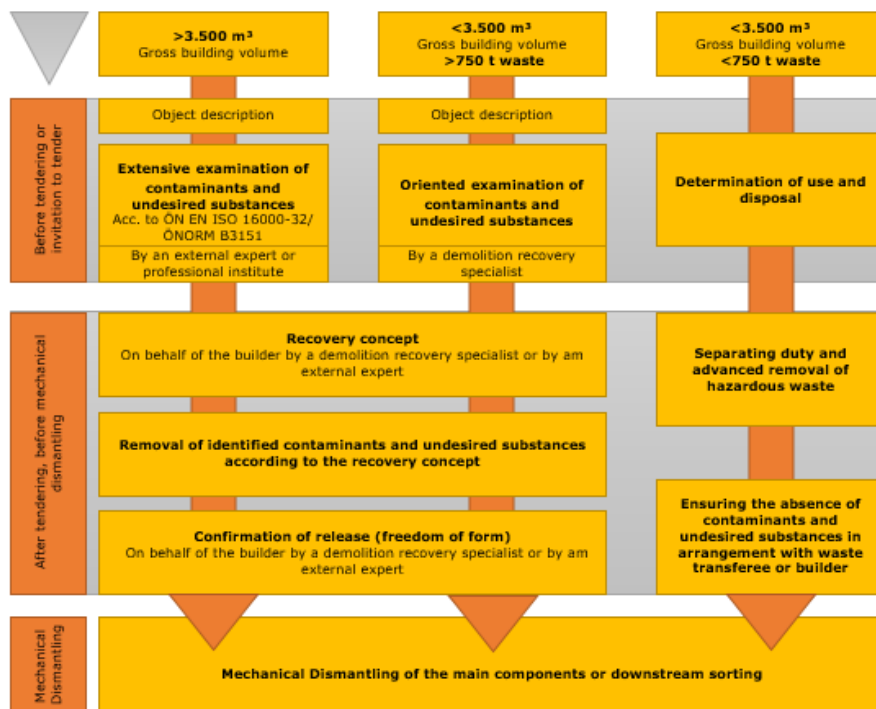 >3.500 m³
Gross building volume
<3.500 m³
Gross building volume
>750 t waste
<3.500 m³
Gross building volume
<750 t waste
Before tendering or
invitation to tender
Object description
Object description
Extensive examination of
contaminants and
undesired substances
Acc. to ÖN EN ISO 16000-32/
ÖNORM B3151
By an external expert or
professional institute
Oriented examination of
contaminants and
undesired substances
By a demolition recovery
specialist
Determination of use and
disposal
After tendering, before mechanical
dismantling
Recovery concept
On behalf of the builder by a demolition recovery specialist or by am
external expert
Removal of identified contaminants and undesired substances
according to the recovery concept
Confirmation of release (freedom of form)
On behalf of the builder by a demolition recovery specialist or by am
external expert
Separating duty and
advanced removal of
hazardous waste
Ensuring the absence of
contaminants and
undesired substances in
arrangement with waste
transferee or builder
Mechanical
Dismantling
Mechanical Dismantling of the main components or downstream sorting